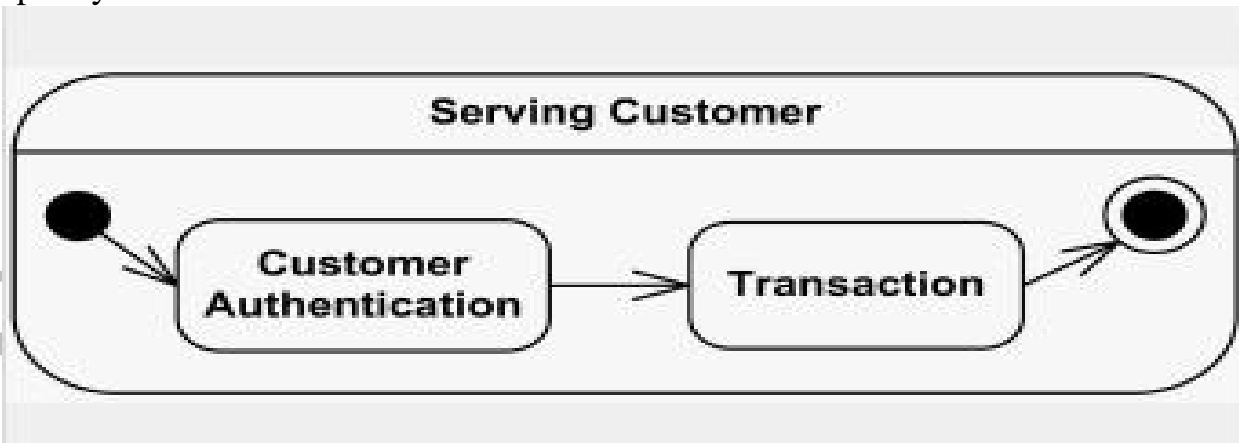 Serving Customer
Customer
Authentication
Transaction